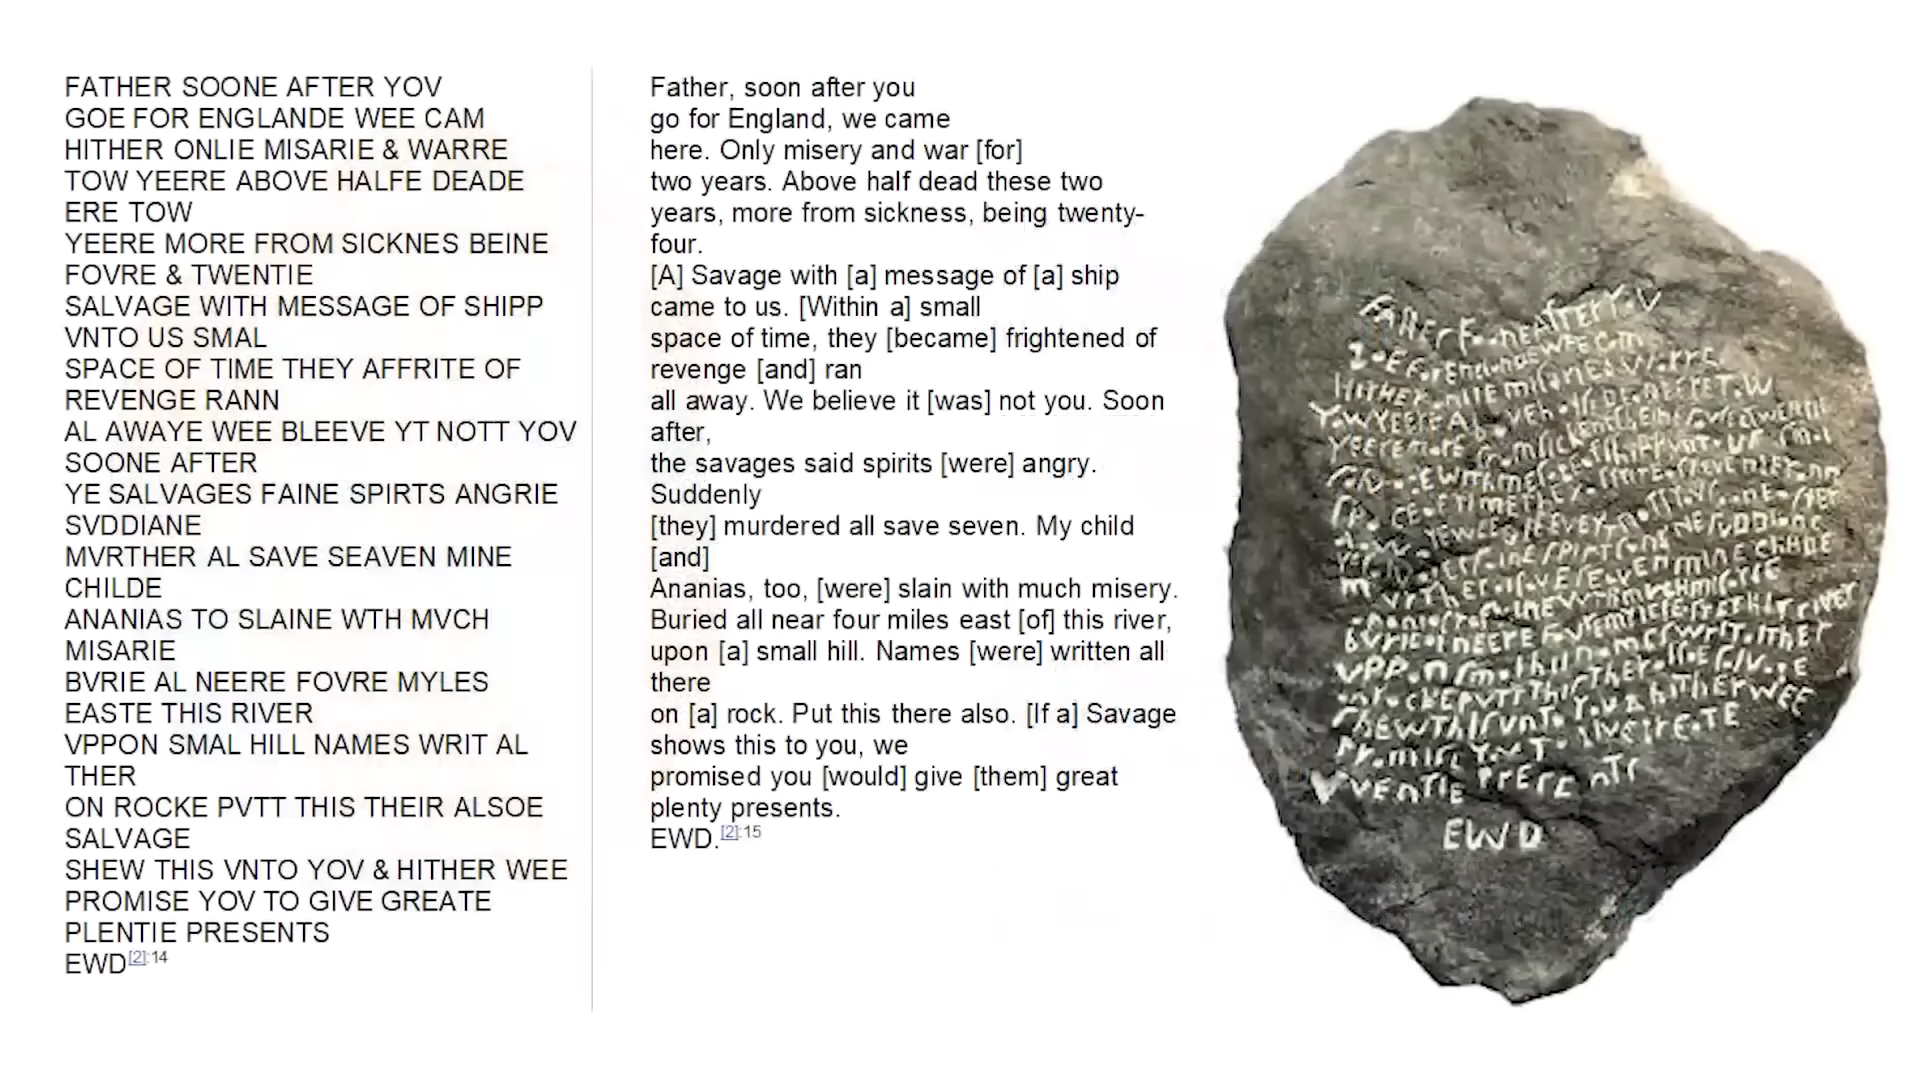 FATHER SOONE AFTER YOV
GOE FOR ENGLANDE WEE CAM
HITHER ONLIE MISARIE & WARRE
TOW YEERE ABOVE HALFE DEADE
ERE TOW
YEERE MORE FROM SICKNES BEINE
FOVRE & TWENTIE
SALVAGE WITH MESSAGE OF SHIPP
VNTO US SMAL
SPACE OF TIME THEY AFFRITE OF
REVENGE RANN
AL AWAYE WEE BLEEVE YT NOTT YOV
SOONE AFTER
YE SALVAGES FAINE SPIRTS ANGRIE
SVDDIANE
MVRTHER AL SAVE SEAVEN MINE
CHILDE
ANANIAS TO SLAINE WTH MVCH
MISARIE
BVRIE AL NEERE FOVRE MYLES
EASTE THIS RIVER
VPPON SMAL HILL NAMES WRIT AL
THER
ON ROCKE PVTT THIS THEIR ALSOE
SALVAGE
SHEW THIS VNTO YOV & HITHER WEE
PROMISE YOV TO GIVE GREATE
PLENTIE PRESENTS
EWD[2]:14
Father, soon after you
go for England, we came
here. Only misery and war [for]
two years. Above half dead these two
years, more from sickness, being twenty-
four.
[A] Savage with [a] message of [a] ship
came to us. [Within a] small
space of time, they [became] frightened of
revenge [and] ran
all away. We believe it [was] not you. Soon
after,
the savages said spirits [were] angry.
Suddenly
[they] murdered all save seven. My child
[and]
Ananias, too, [were] slain with much misery.
Buried all near four miles east [of] this river,
upon [a] small hill. Names [were] written all
there
on [a] rock. Put this there also. [If a] Savage
shows this to you, we
promised you [would] give [them] great
plenty presents.
EWD.[2]:15
EWD